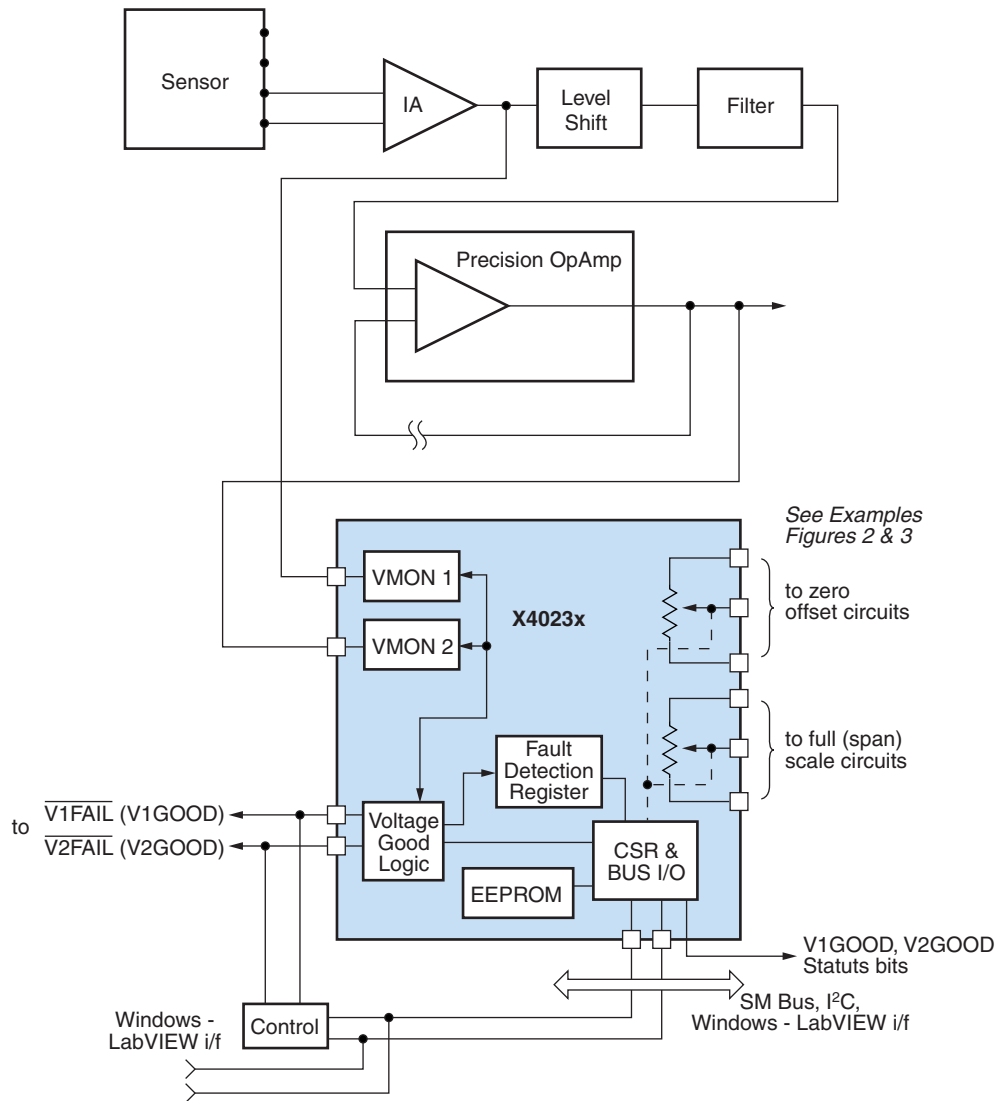 Sensor
IA
Level
Shift
Filter
Precision OpAmp
See Examples
Figures 2 & 3
VMON 1
X4023x
to zero
offset circuits
VMON 2
to full (span)
scale circuits
Fault
Detection
Register
to
V1FAIL (V1GOOD)
V2FAIL (V2GOOD)
Voltage
Good
Logic
CSR &
BUS I/O
EEPROM
V1GOOD, V2GOOD
Statuts bits
SM Bus, I²C,
Windows - LabVIEW i/f
Windows -
LabVIEW i/f
Control